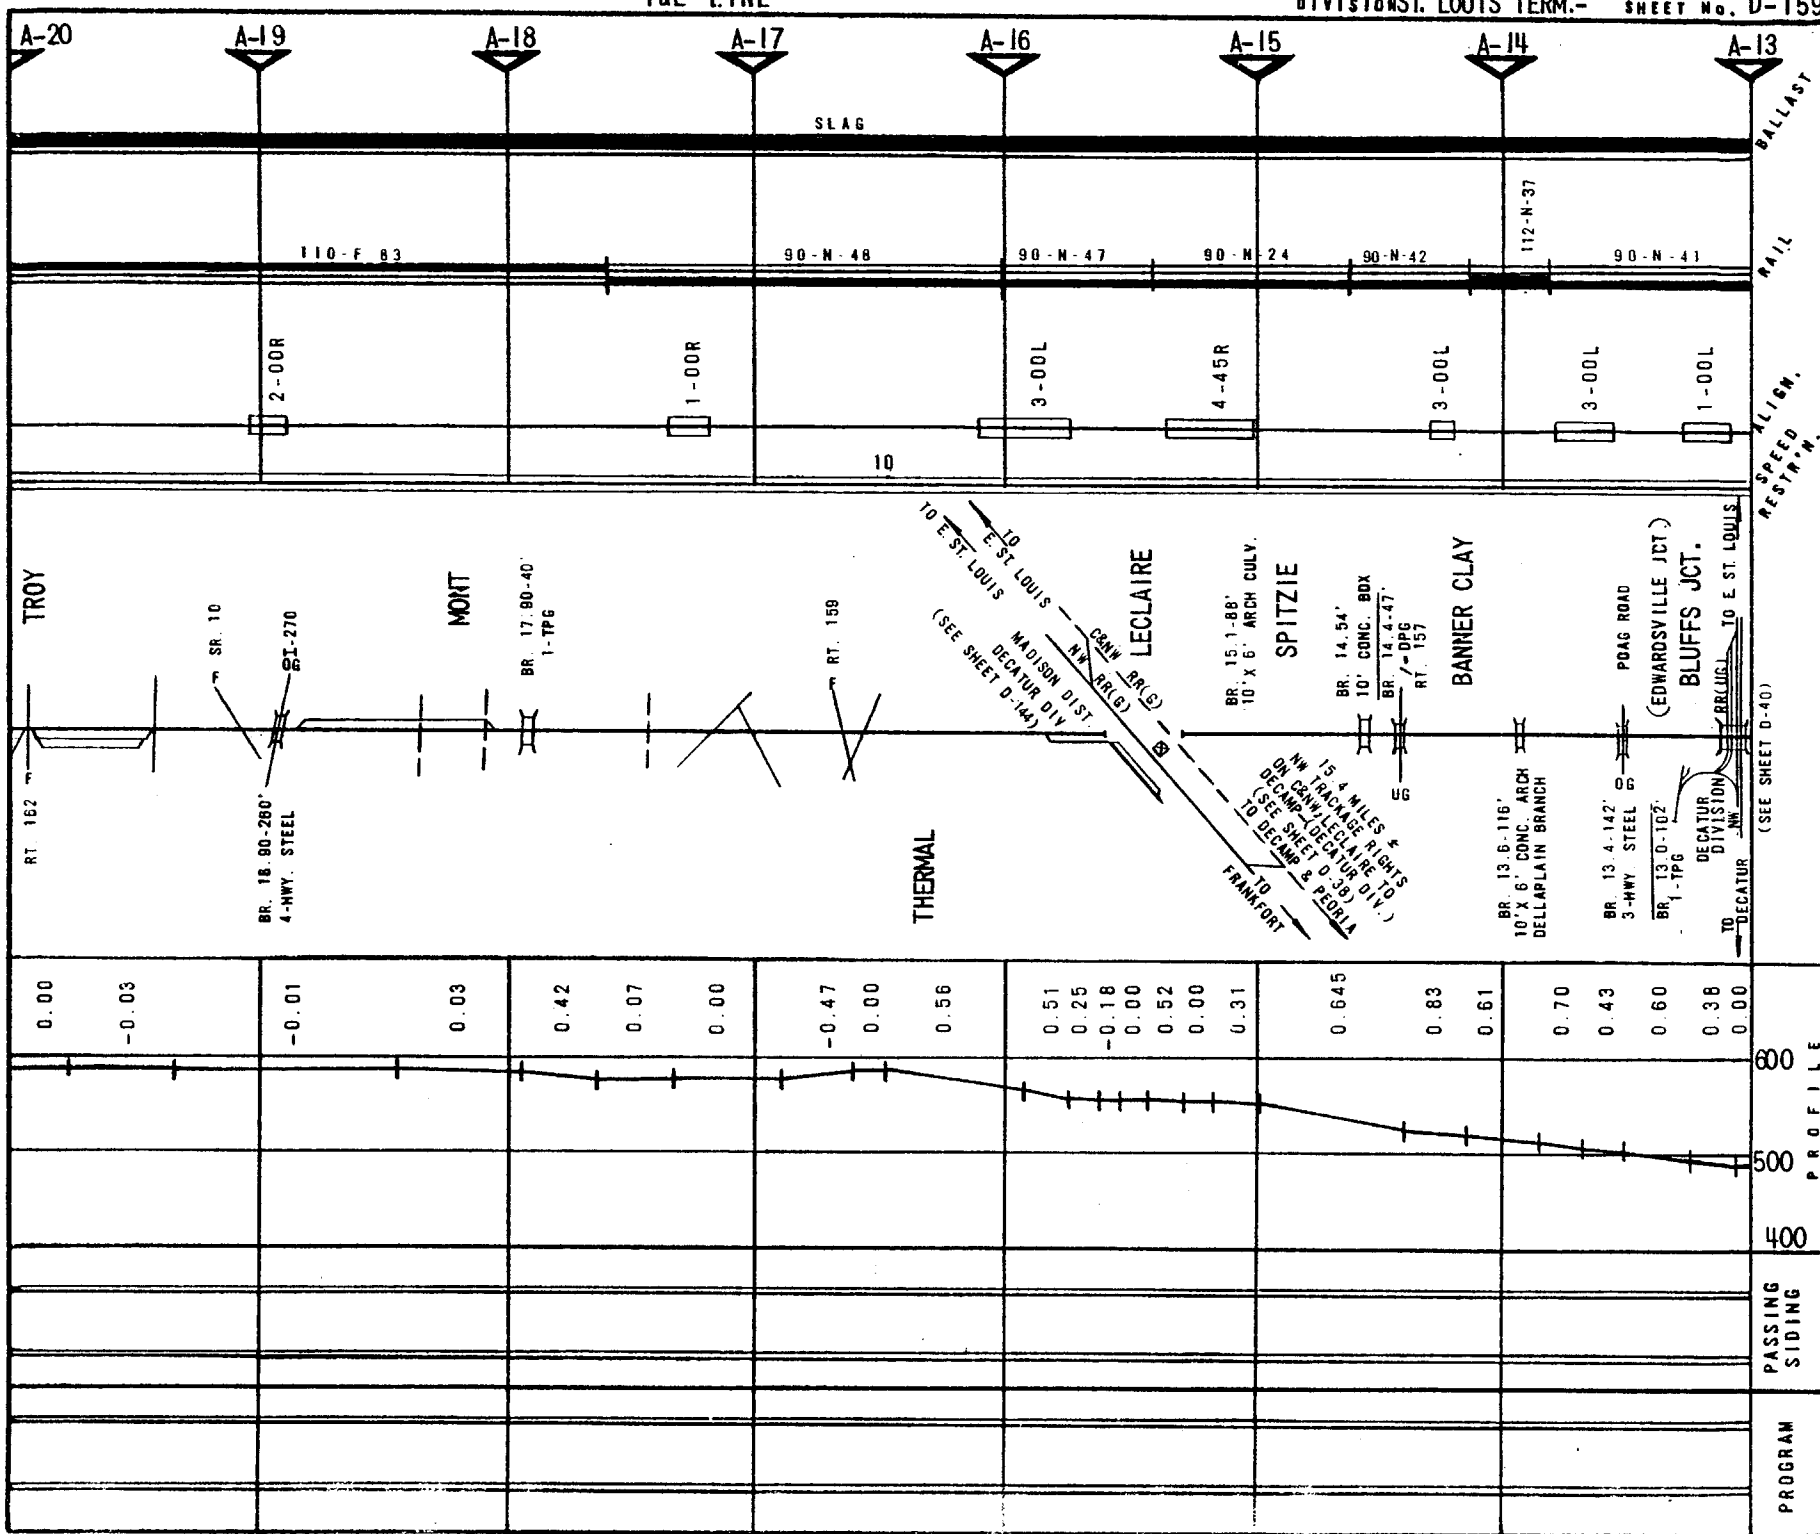 DIVISION ST. LOUIS TERM.- SHEET No. D-159
A-20 A-19 A-18 A-17 A-16 A-15 A-14 A-13
BALLAST
SLAG
RAIL
110-F 83
90-N-48
90-N-47
90-N-24
90-N-42
112-N-37
90-N-41
ALIGN.
2-00R
1-00R
3-00L
4-45R
3-00L
3-00L
1-00L
SPEED
RESTR'N.
10
TROY
RT. 162 F
F SR. 10
OG I-270
BR. 18.90-260'
4-HWY. STEEL
MONT
BR. 17.90-40'
1-TPG
F RT. 159
THERMAL
TO E. ST. LOUIS
TO
E. ST. LOUIS
(SEE SHEET D-144)
DECATUR DIV.
MADISON DIST.
NW RR(G)
C&NW RR(G)
LECLAIRE
15.4 MILES
NW TRACKAGE RIGHTS
ON C&NW, LECLAIRE TO
DECAMP-(DECATUR DIV.)
(SEE SHEET D-38)
TO DECAMP & PEORIA
TO
FRANKFORT
BR. 15.1-88'
10'X 6' ARCH CULV.
SPITZIE
BR. 14.54'
10' CONC. BOX
BR. 14.4-47'
1-DPG
RT. 157
UG
BANNER CLAY
BR. 13.6-116'
10'X 6' CONC. ARCH
DELLAPLAIN BRANCH
POAG ROAD
OG
BR. 13.4-142'
3-HWY. STEEL
(EDWARDSVILLE JCT.)
BLUFFS JCT.
BR. 13.0-102'
1-TPG
RR(UG)
DECATUR
DIVISION
NW
TO E ST. LOUIS
TO
DECATUR
(SEE SHEET D-40)
0.00 -0.03 -0.01 0.03 0.42 0.07 0.00 -0.47 0.00 0.56 0.51 0.25 -0.18 0.00 0.52 0.00 0.31 0.645 0.83 0.61 0.70 0.43 0.60 0.38 0.00
600
500
400
PROFILE
PASSING
SIDING
PROGRAM